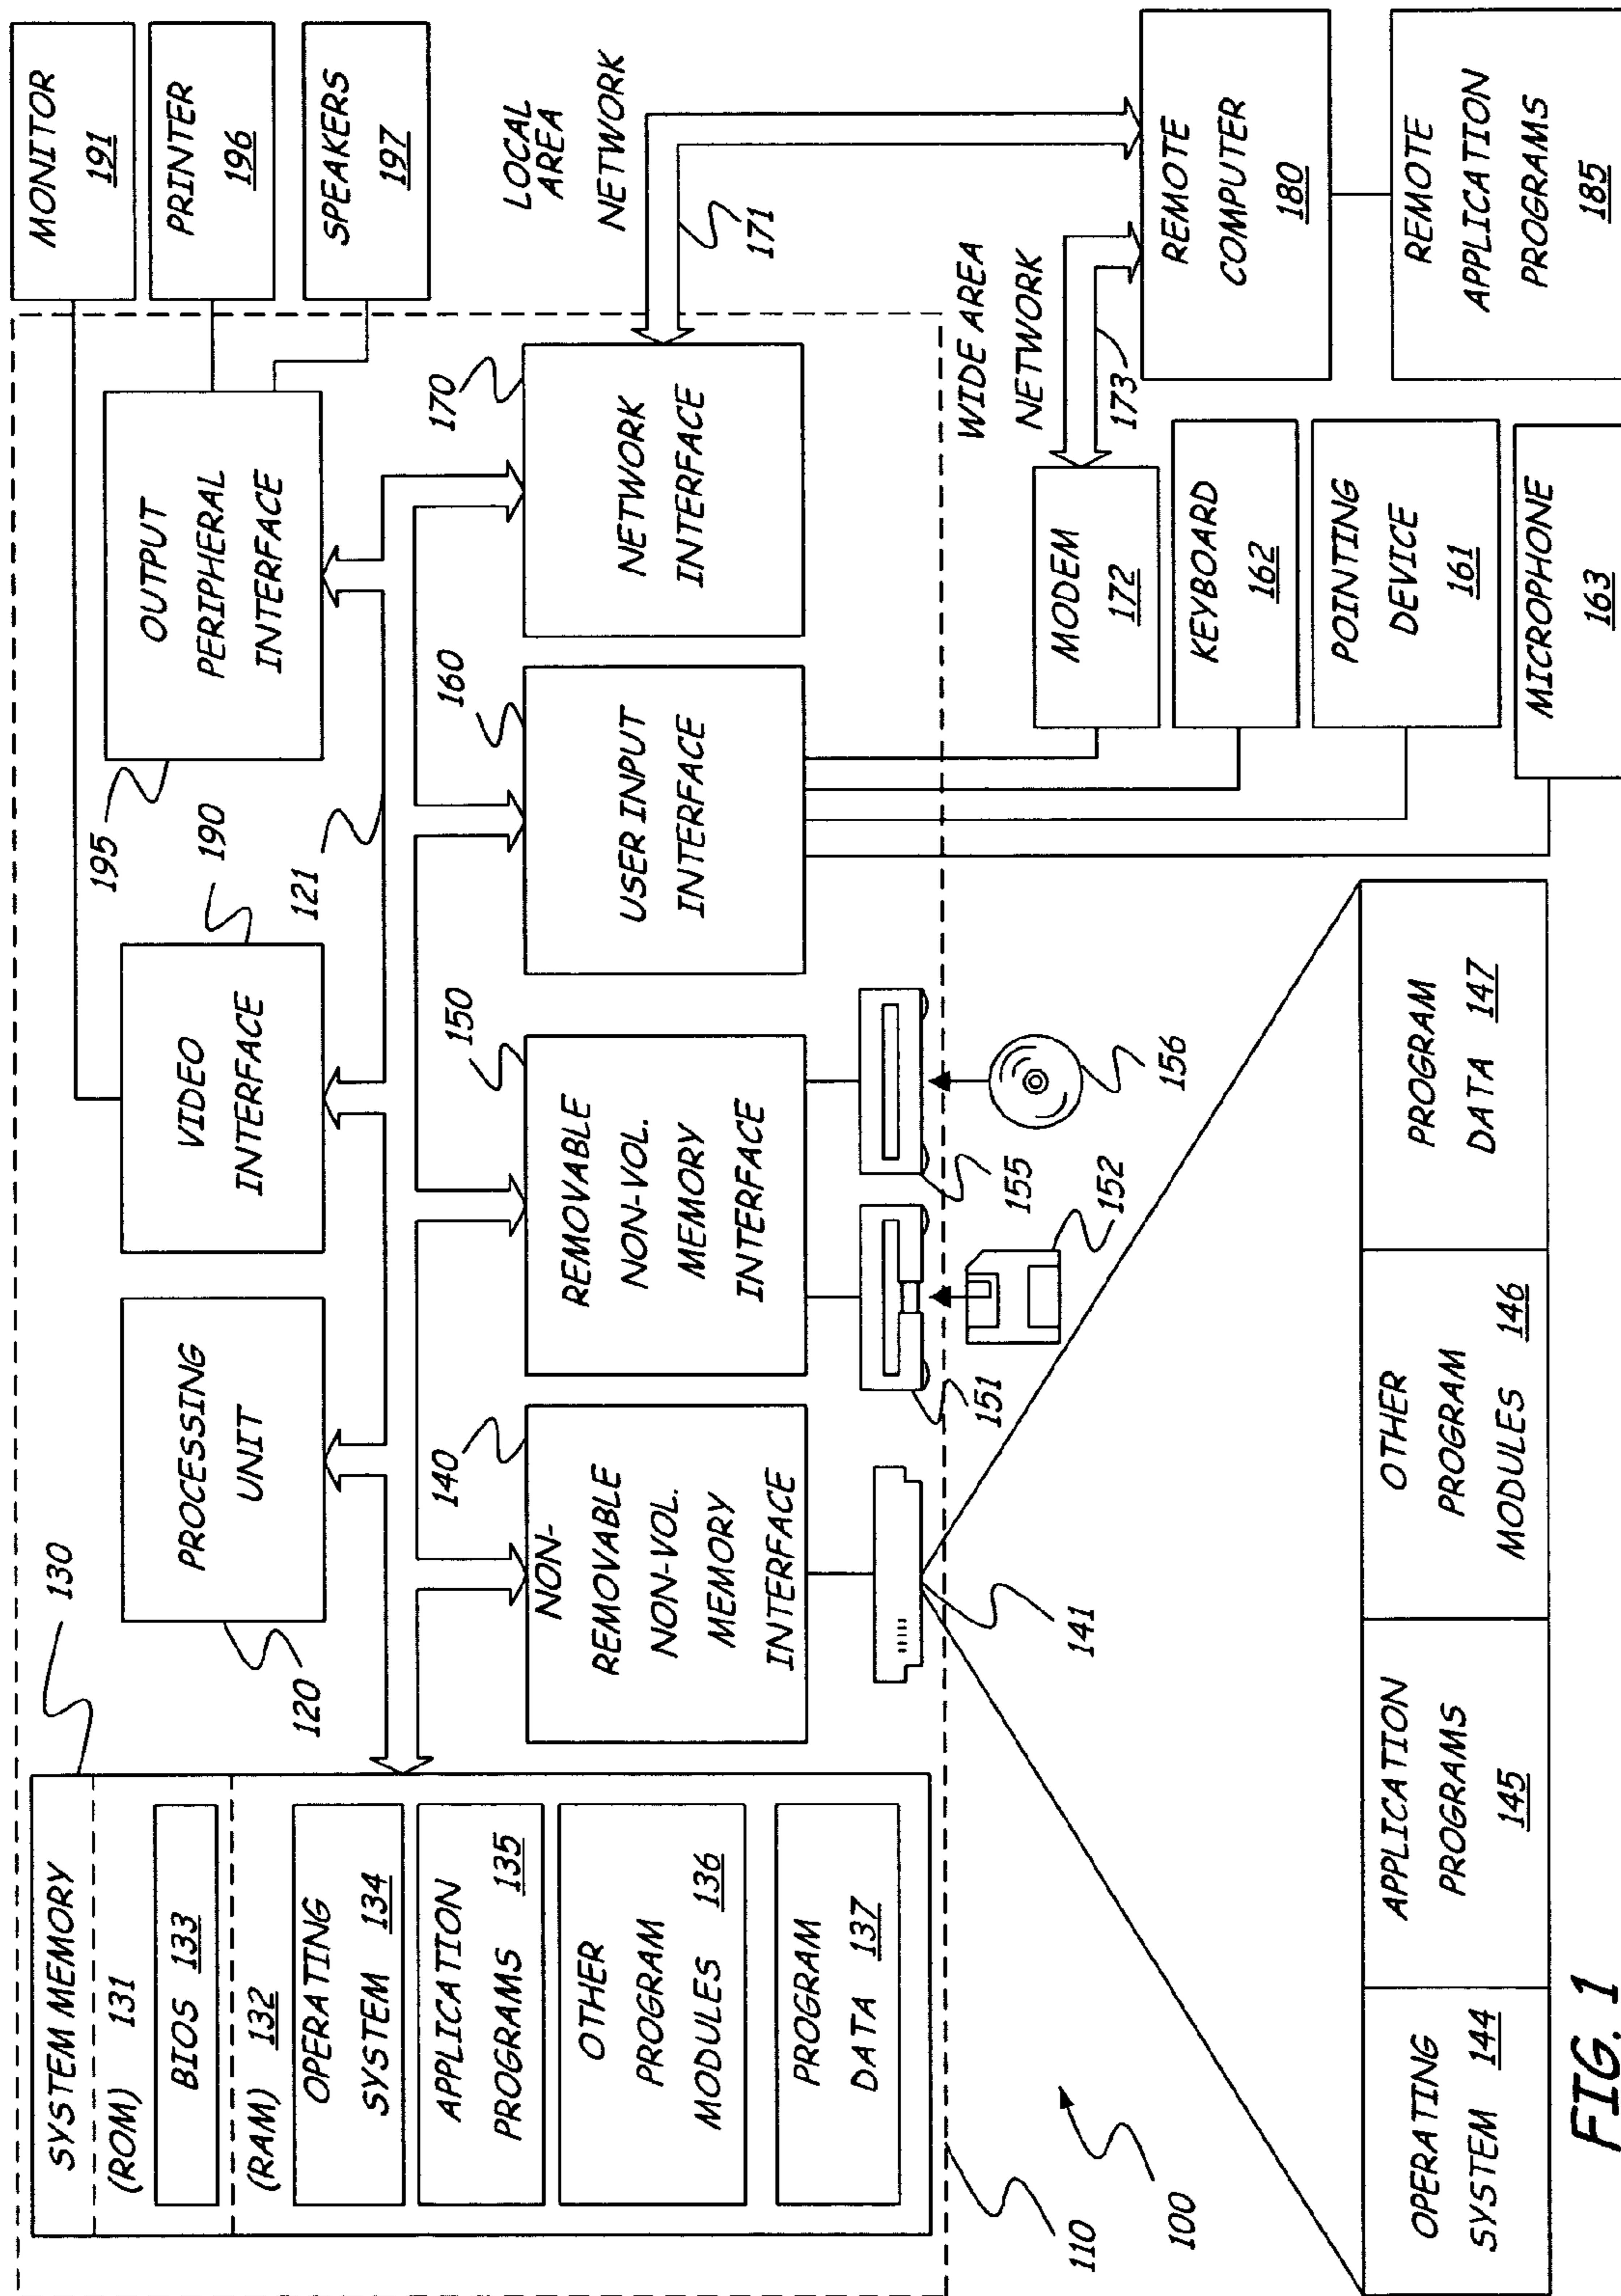 SYSTEM MEMORY
(ROM) 131
BIOS 133
(RAM) 132
OPERATING
SYSTEM 134
APPLICATION
PROGRAMS 135
OTHER
PROGRAM
MODULES 136
PROGRAM
DATA 137
130
PROCESSING
UNIT
120
VIDEO
INTERFACE
190
OUTPUT
PERIPHERAL
INTERFACE
195
121
MONITOR
191
PRINTER
196
SPEAKERS
197
NON-
REMOVABLE
NON-VOL.
MEMORY
INTERFACE
140
REMOVABLE
NON-VOL.
MEMORY
INTERFACE
150
USER INPUT
INTERFACE
160
NETWORK
INTERFACE
170
LOCAL
AREA
NETWORK
171
141
151
152
155
156
WIDE AREA
NETWORK
173
MODEM
172
KEYBOARD
162
POINTING
DEVICE
161
MICROPHONE
163
REMOTE
COMPUTER
180
REMOTE
APPLICATION
PROGRAMS
185
110
100
OPERATING
SYSTEM 144
APPLICATION
PROGRAMS
145
OTHER
PROGRAM
MODULES 146
PROGRAM
DATA 147
FIG. 1